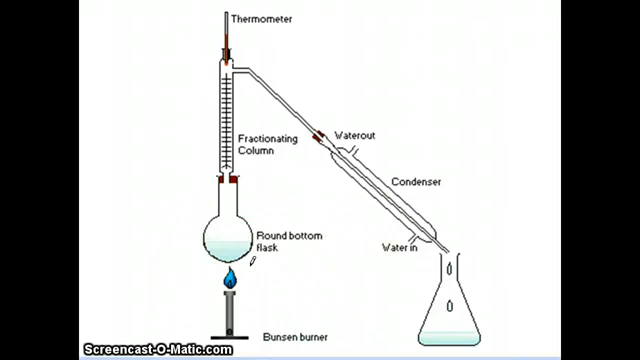 Thermometer
Waterout
Fractionating
Column
Condenser
Round bottom
flask
Water in
Bunsen burner
Screencast-O-Matic.com